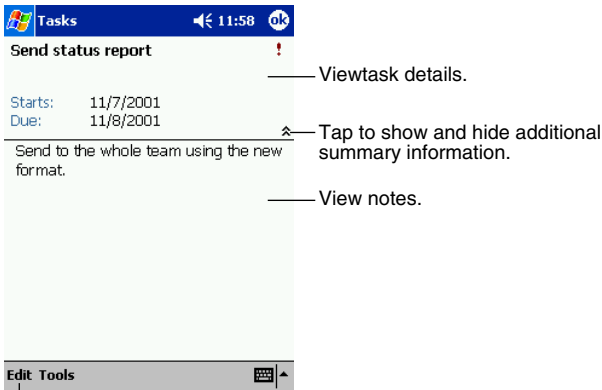 Tasks 11:58 ok
Send status report !
Viewtask details.
Starts: 11/7/2001
Due: 11/8/2001
Tap to show and hide additional
summary information.
Send to the whole team using the new
format.
View notes.
Edit Tools